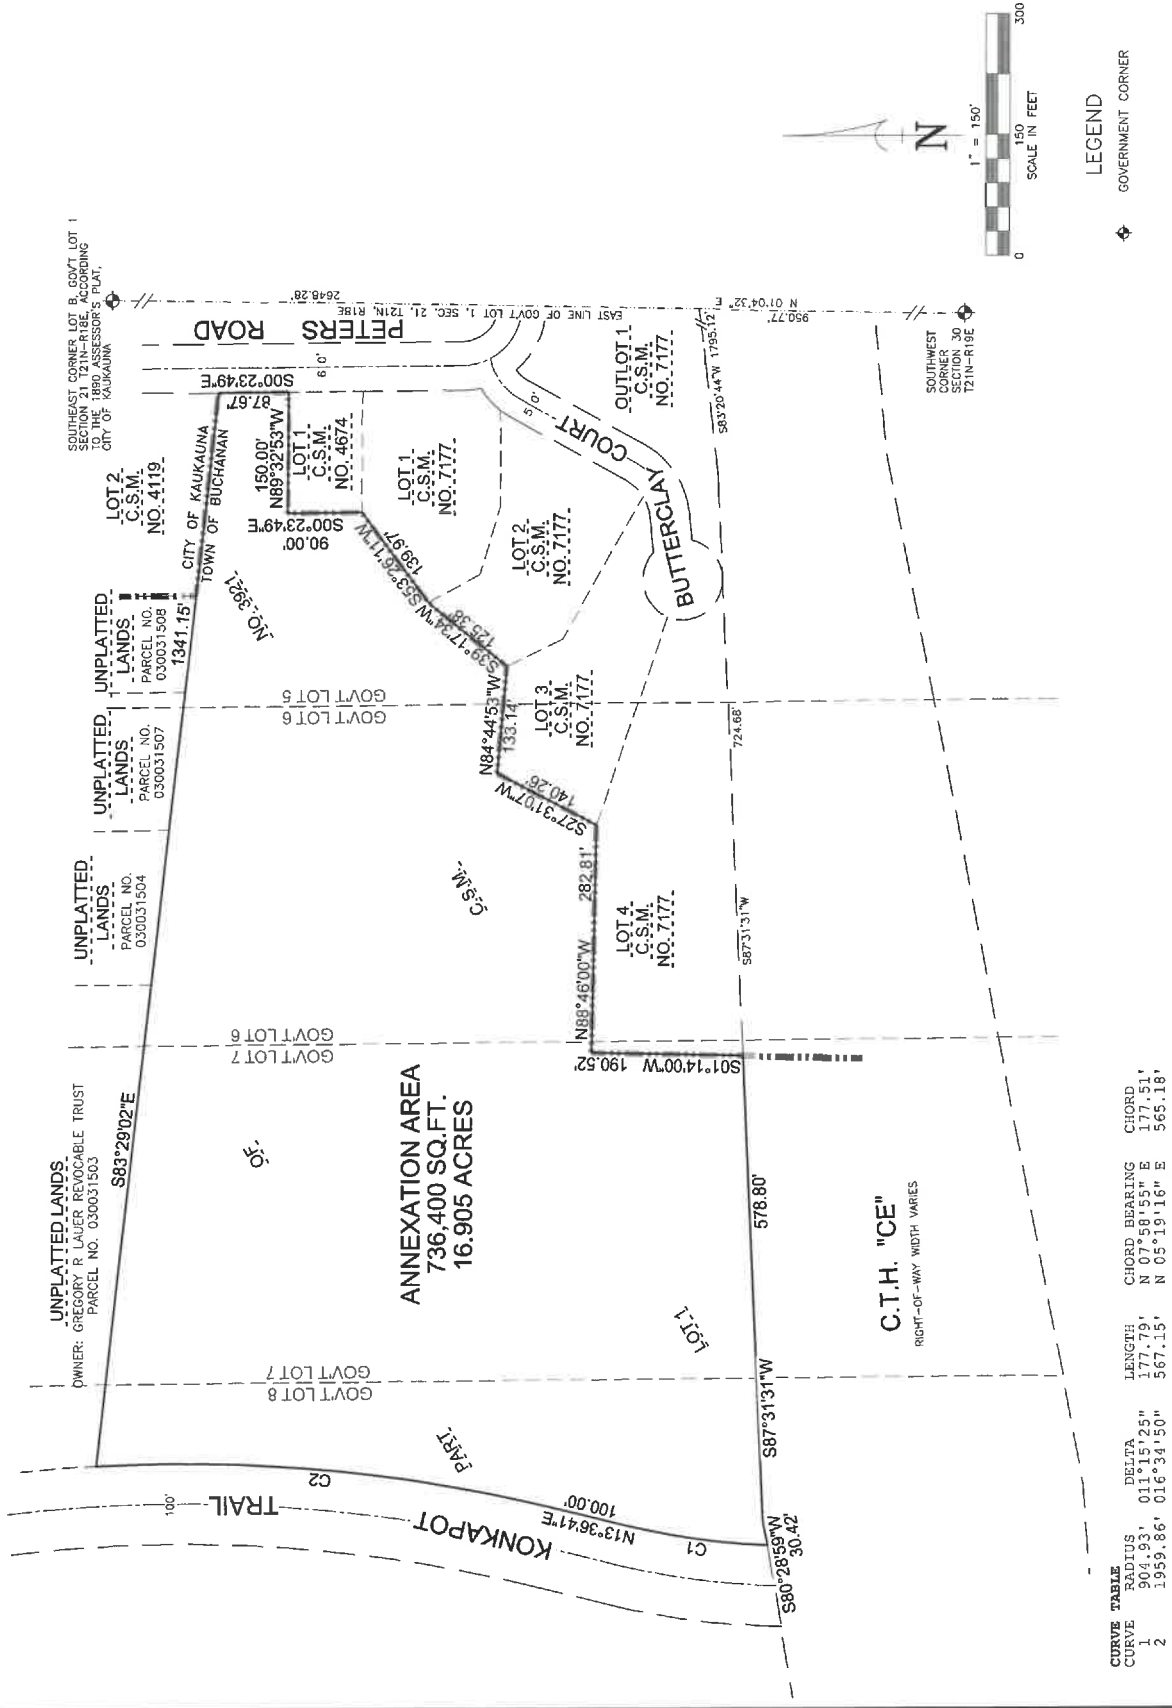 SOUTHEAST CORNER LOT B, GOV'T LOT 1
SECTION 21 T21N-R18E, ACCORDING
TO THE 1890 ASSESSOR'S PLAT,
CITY OF KAUKAUNA
UNPLATTED LANDS
OWNER: GREGORY R LAUER REVOCABLE TRUST
PARCEL NO. 030031503
UNPLATTED
LANDS
PARCEL NO.
030031504
UNPLATTED
LANDS
PARCEL NO.
030031507
UNPLATTED
LANDS
PARCEL NO.
030031508
LOT 2
C.S.M.
NO. 4119
S83°29'02"E
1341.15'
CITY OF KAUKAUNA
TOWN OF BUCHANAN
S00°23'49"E
87.67'
150.00'
N89°32'53"W
LOT 1
C.S.M.
NO. 4674
S00°23'49"E
90.00'
S53°26'11"W
139.97'
S39°17'34"W
125.38'
N84°44'53"W
133.14'
S27°31'07"W
140.26'
N88°46'00"W
282.81'
S01°14'00"W
190.52'
PETERS ROAD
2648.28'
EAST LINE OF GOVT LOT 1, SEC. 21, T21N, R18E
N 01°04'32" E
950.77'
LOT 1
C.S.M.
NO. 7177
LOT 2
C.S.M.
NO. 7177
LOT 3
C.S.M.
NO. 7177
LOT 4
C.S.M.
NO. 7177
OUTLOT 1
C.S.M.
NO. 7177
BUTTERCLAY COURT
S83°20'44"W 1795.12'
724.68'
S87°31'31"W
SOUTHWEST
CORNER
SECTION 30
T21N-R19E
GOV'T LOT 5
GOV'T LOT 6
GOV'T LOT 6
GOV'T LOT 7
GOV'T LOT 7
GOV'T LOT 8
PART
OF
LOT 1
C.S.M.
NO. 3921
ANNEXATION AREA
736,400 SQ.FT.
16.905 ACRES
KONKAPOT TRAIL
100'
C2
N13°36'41"E
100.00'
C1
S80°28'59"W
30.42'
S87°31'31"W
578.80'
C.T.H. "CE"
RIGHT-OF-WAY WIDTH VARIES
N
1" = 150'
0 150 300
SCALE IN FEET
LEGEND
GOVERNMENT CORNER
CURVE TABLE
CURVE RADIUS DELTA LENGTH CHORD BEARING CHORD
1 904.93' 011°15'25" 177.79' N 07°58'55" E 177.51'
2 1959.86' 016°34'50" 567.15' N 05°19'16" E 565.18'